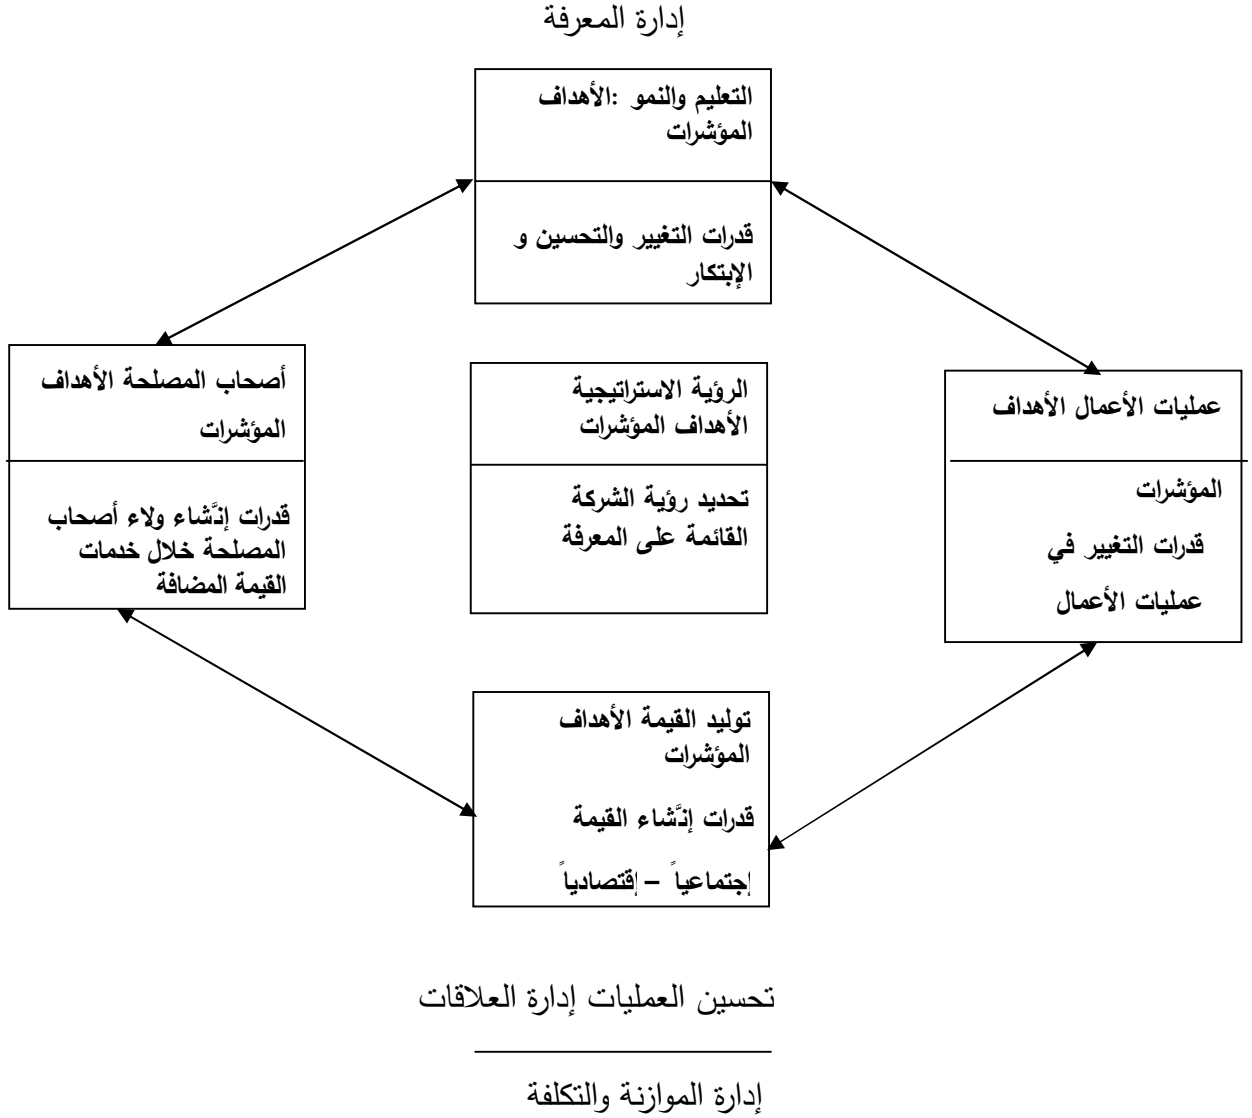 إدارة المعرفة
التعليم والنمو :الأهداف
المؤشرات
قدرات التغيير والتحسين و
الإبتكار
عمليات الأعمال الأهداف
المؤشرات
قدرات التغيير في
عمليات الأعمال
الرؤية الاستراتيجية
الأهداف المؤشرات
تحديد رؤية الشركة
القائمة على المعرفة
أصحاب المصلحة الأهداف
المؤشرات
قدرات إنَّشاء ولاء أصحاب
المصلحة خلال خدمات
القيمة المضافة
توليد القيمة الأهداف
المؤشرات
قدرات إنَّشاء القيمة
إجتماعياً – إقتصادياً
تحسين العمليات إدارة العلاقات
إدارة الموازنة والتكلفة